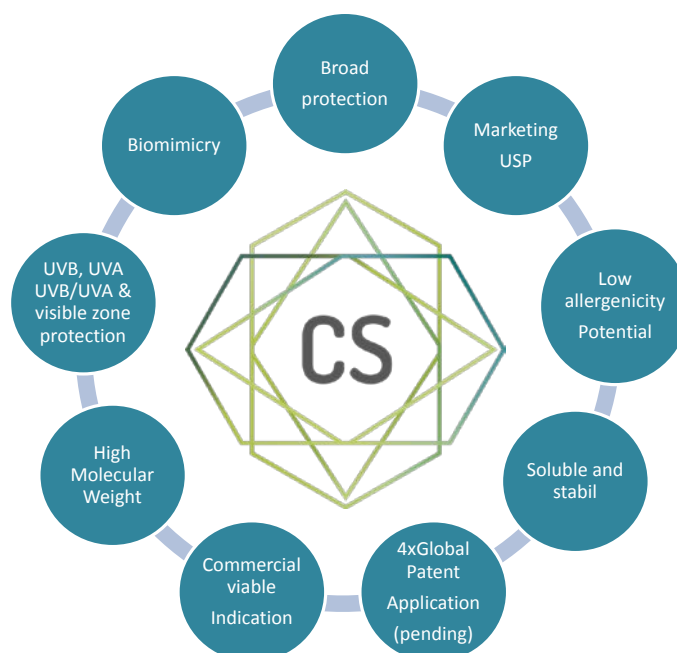 Broad
protection
Marketing
USP
Low
allergenicity
Potential
Soluble and
stabil
4xGlobal
Patent
Application
(pending)
Commercial
viable
Indication
High
Molecular
Weight
UVB, UVA
UVB/UVA &
visible zone
protection
Biomimicry
CS